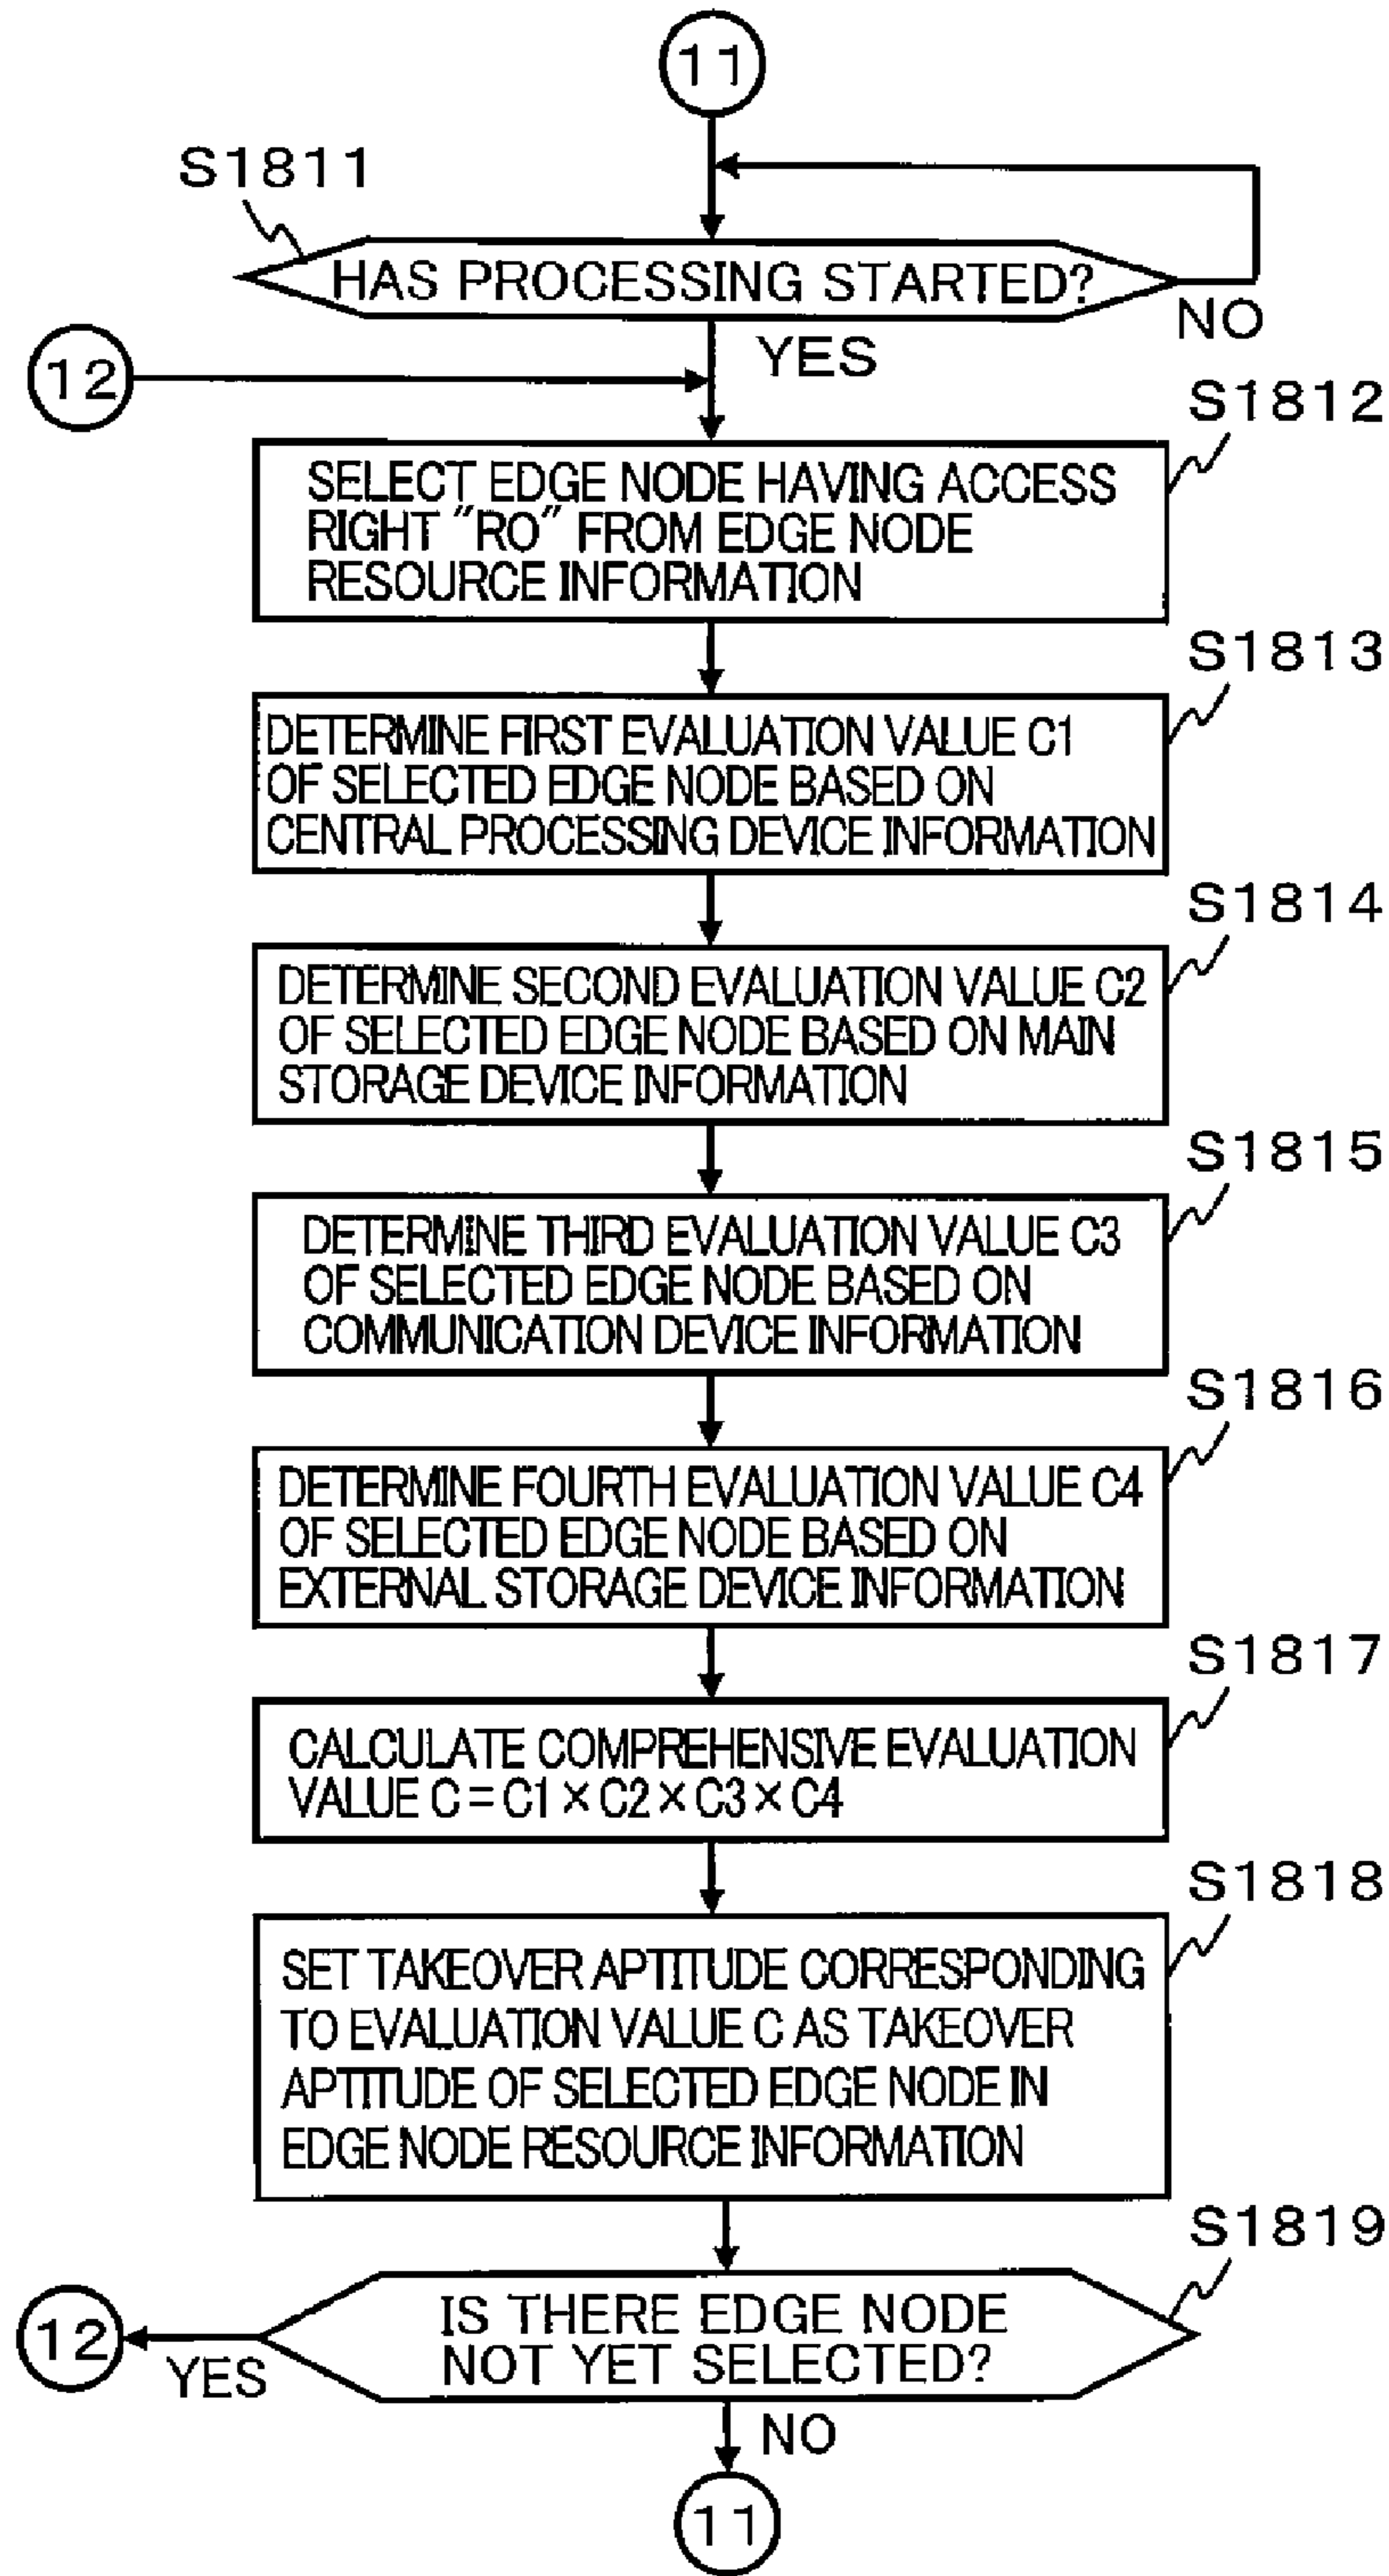 11
S1811
HAS PROCESSING STARTED?
NO
YES
12
S1812
SELECT EDGE NODE HAVING ACCESS
RIGHT "RO" FROM EDGE NODE
RESOURCE INFORMATION
S1813
DETERMINE FIRST EVALUATION VALUE C1
OF SELECTED EDGE NODE BASED ON
CENTRAL PROCESSING DEVICE INFORMATION
S1814
DETERMINE SECOND EVALUATION VALUE C2
OF SELECTED EDGE NODE BASED ON MAIN
STORAGE DEVICE INFORMATION
S1815
DETERMINE THIRD EVALUATION VALUE C3
OF SELECTED EDGE NODE BASED ON
COMMUNICATION DEVICE INFORMATION
S1816
DETERMINE FOURTH EVALUATION VALUE C4
OF SELECTED EDGE NODE BASED ON
EXTERNAL STORAGE DEVICE INFORMATION
S1817
CALCULATE COMPREHENSIVE EVALUATION
VALUE C = C1 × C2 × C3 × C4
S1818
SET TAKEOVER APTITUDE CORRESPONDING
TO EVALUATION VALUE C AS TAKEOVER
APTITUDE OF SELECTED EDGE NODE IN
EDGE NODE RESOURCE INFORMATION
S1819
IS THERE EDGE NODE
NOT YET SELECTED?
12
YES
NO
11